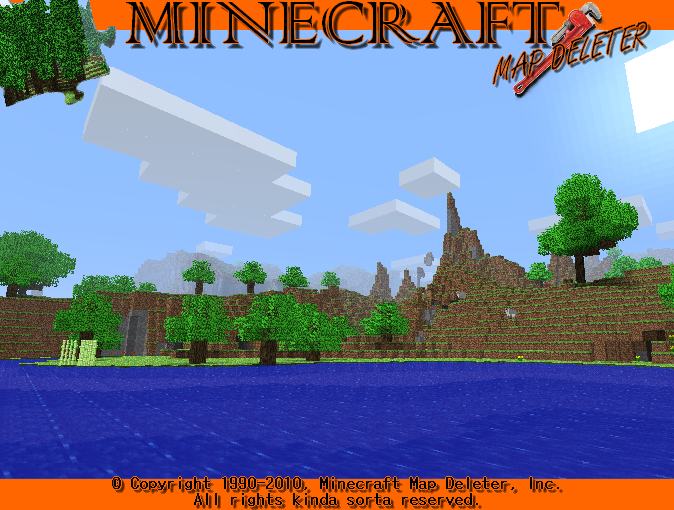 MINECRAFT
MAP DELETER
© Copyright 1990-2010, Minecraft Map Deleter, Inc.
All rights kinda sorta reserved.